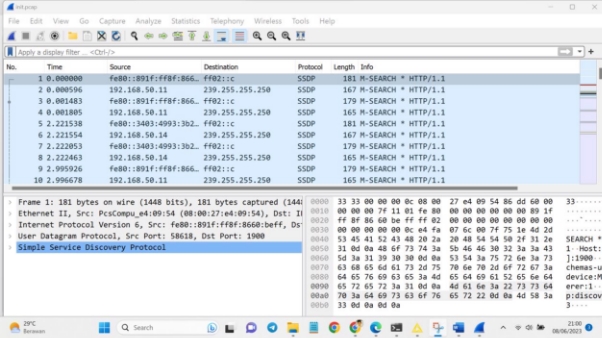 init.pcap
File Edit View Go Capture Analyze Statistics Telephony Wireless Tools Help
Apply a display filter ... <Ctrl-/>
No. Time Source Destination Protocol Length Info
1 0.000000 fe80::891f:ff8f:866... ff02::c SSDP 181 M-SEARCH * HTTP/1.1
2 0.000596 192.168.50.11 239.255.255.250 SSDP 167 M-SEARCH * HTTP/1.1
3 0.001483 fe80::891f:ff8f:866... ff02::c SSDP 179 M-SEARCH * HTTP/1.1
4 0.001805 192.168.50.11 239.255.255.250 SSDP 165 M-SEARCH * HTTP/1.1
5 2.221538 fe80::3403:4993:3b2... ff02::c SSDP 181 M-SEARCH * HTTP/1.1
6 2.221554 192.168.50.14 239.255.255.250 SSDP 167 M-SEARCH * HTTP/1.1
7 2.222053 fe80::3403:4993:3b2... ff02::c SSDP 179 M-SEARCH * HTTP/1.1
8 2.222463 192.168.50.14 239.255.255.250 SSDP 165 M-SEARCH * HTTP/1.1
9 2.995926 fe80::891f:ff8f:866... ff02::c SSDP 181 M-SEARCH * HTTP/1.1
10 2.996678 192.168.50.11 239.255.255.250 SSDP 167 M-SEARCH * HTTP/1.1
Frame 1: 181 bytes on wire (1448 bits), 181 bytes captured (144
Ethernet II, Src: PcsCompu_e4:09:54 (08:00:27:e4:09:54), Dst: I
Internet Protocol Version 6, Src: fe80::891f:ff8f:8660:beff, Ds
User Datagram Protocol, Src Port: 58618, Dst Port: 1900
Simple Service Discovery Protocol
0000 33 33 00 00 00 0c 08 00 27 e4 09 54 86 dd 60 00
0010 00 00 00 7f 11 01 fe 80 00 00 00 00 00 00 89 1f
0020 ff 8f 86 60 be ff ff 02 00 00 00 00 00 00 00 00
0030 00 00 00 00 00 0c e4 fa 07 6c 00 7f 75 1e 4d 2d
0040 53 45 41 52 43 48 20 2a 20 48 54 54 50 2f 31 2e SEARCH *
0050 31 0d 0a 48 6f 73 74 3a 5b 46 46 30 32 3a 3a 43 1··Host:
0060 5d 3a 31 39 30 30 0d 0a 53 54 3a 75 72 6e 3a 73 ]:1900··
0070 63 68 65 6d 61 73 2d 75 70 6e 70 2d 6f 72 67 3a chemas-u
0080 64 65 76 69 63 65 3a 4d 65 64 69 61 52 65 6e 64 device:M
0090 65 72 65 72 3a 31 0d 0a 4d 61 6e 3a 22 73 73 64 erer:1··
00a0 70 3a 64 69 73 63 6f 76 65 72 22 0d 0a 4d 58 3a p:discov
00b0 33 0d 0a 0d 0a
29°C
Berawan
Search
21:00
08/06/2023